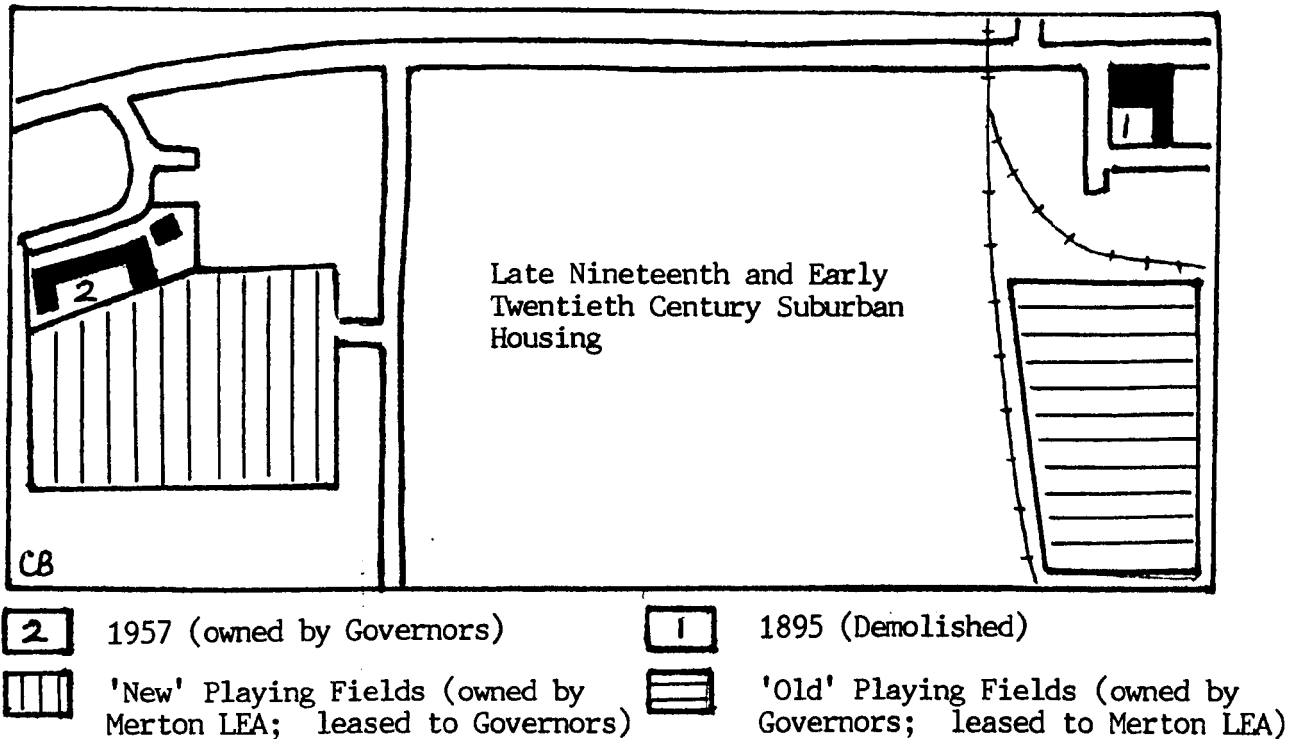 1
2
Late Nineteenth and Early
Twentieth Century Suburban
Housing
CB
2 1957 (owned by Governors)
1 1895 (Demolished)
'New' Playing Fields (owned by
Merton LEA; leased to Governors)
'Old' Playing Fields (owned by
Governors; leased to Merton LEA)